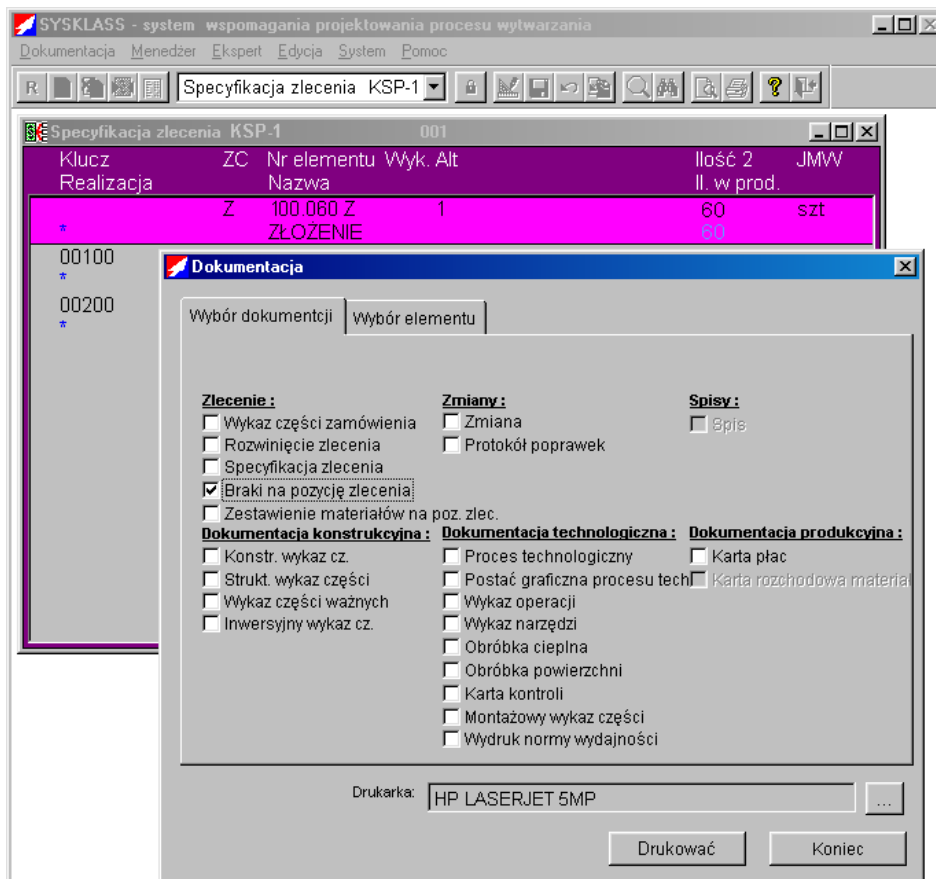 SYSKLASS - system wspomagania projektowania procesu wytwarzania
Dokumentacja Menedżer Ekspert Edycja System Pomoc
R Specyfikacja zlecenia KSP-1 ?
Specyfikacja zlecenia KSP-1 001
Klucz ZC Nr elementu Wyk. Alt Ilość 2 JMW
Realizacja Nazwa Il. w prod.
Z 100.060 Z 1 60 szt
* ZŁOŻENIE 60
00100
*
00200
*
Dokumentacja
Wybór dokumentcji Wybór elementu
Zlecenie : Zmiany : Spisy :
Wykaz części zamówienia Zmiana Spis
Rozwinięcie zlecenia Protokół poprawek
Specyfikacja zlecenia
Braki na pozycję zlecenia
Zestawienie materiałów na poz. zlec.
Dokumentacja konstrukcyjna : Dokumentacja technologiczna : Dokumentacja produkcyjna :
Konstr. wykaz cz. Proces technologiczny Karta płac
Strukt. wykaz części Postać graficzna procesu tech Karta rozchodowa materiał
Wykaz części ważnych Wykaz operacji
Inwersyjny wykaz cz. Wykaz narzędzi
Obróbka cieplna
Obróbka powierzchni
Karta kontroli
Montażowy wykaz części
Wydruk normy wydajności
Drukarka: HP LASERJET 5MP ...
Drukować Koniec